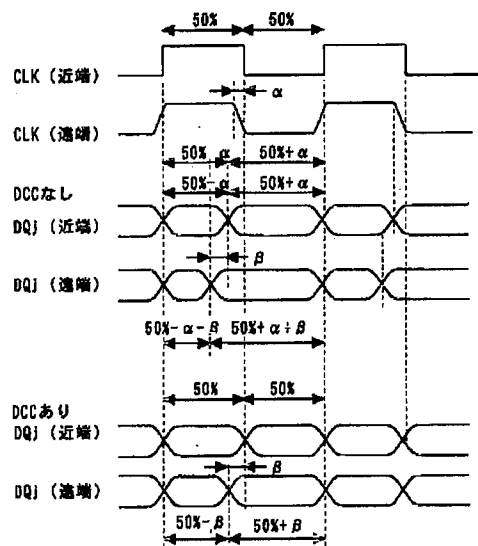 50% 50%
CLK (近端)
α
CLK (遠端)
50%-α 50%+α
50%-α 50%+α
DCCなし
DQj (近端)
β
DQj (遠端)
50%-α-β 50%+α+β
50% 50%
DCCあり
DQj (近端)
β
DQj (遠端)
50%-β 50%+β